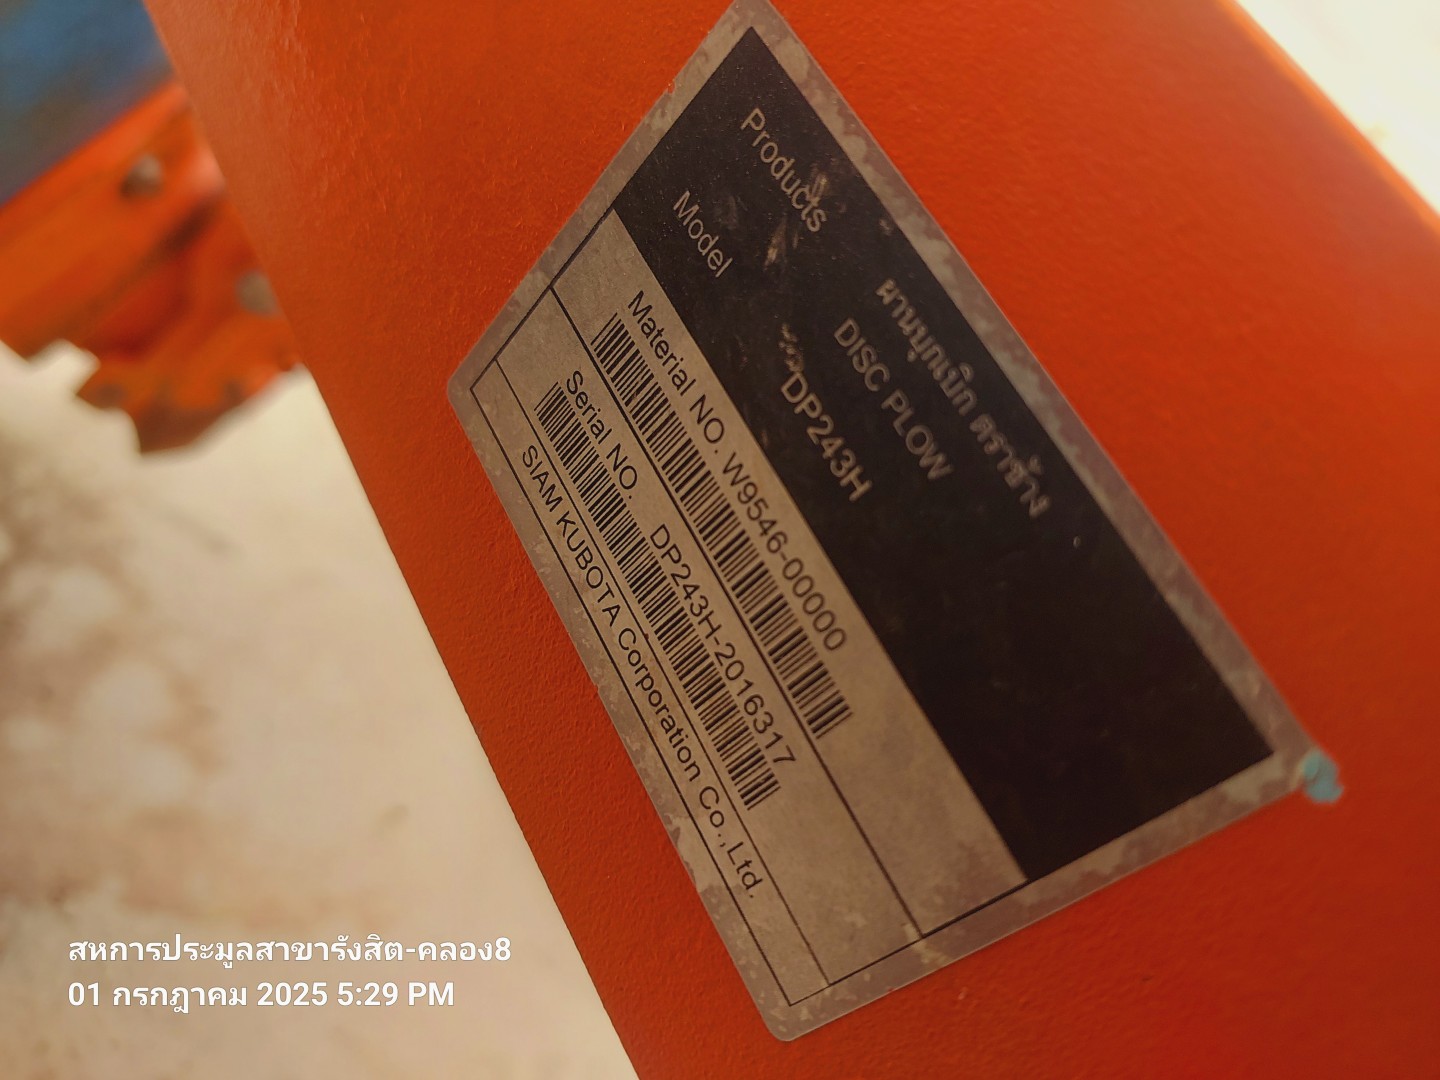 Products ผานบุกเบิก ตราช้าง
DISC PLOW
Model DP243H
Material NO. W9546-00000
Serial NO. DP243H-2016317
SIAM KUBOTA Corporation Co.,Ltd.
สหการประมูลสาขารังสิต-คลอง8
01 กรกฎาคม 2025 5:29 PM